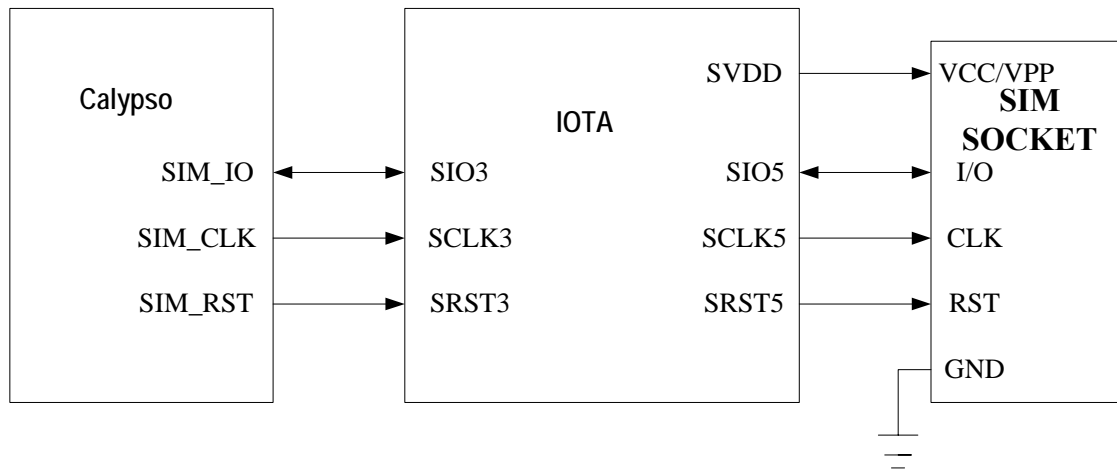 Calypso
SIM_IO
SIM_CLK
SIM_RST
IOTA
SIO3
SCLK3
SRST3
SVDD
SIO5
SCLK5
SRST5
VCC/VPP
SIM
SOCKET
I/O
CLK
RST
GND